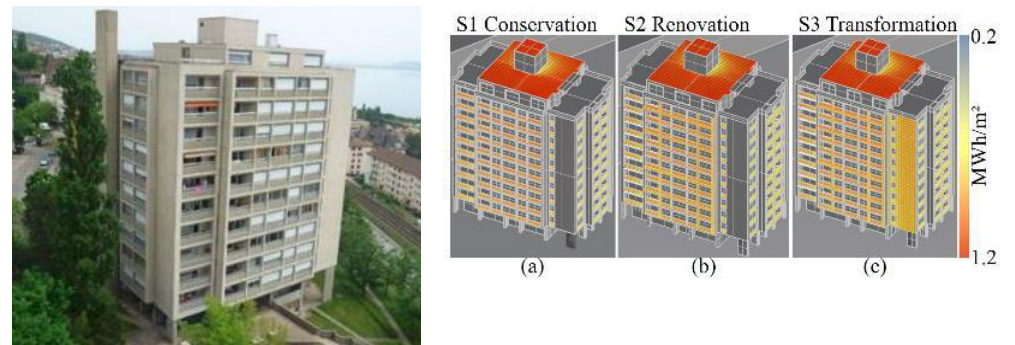 S1 Conservation S2 Renovation S3 Transformation
0.2
MWh/m²
1.2
(a) (b) (c)